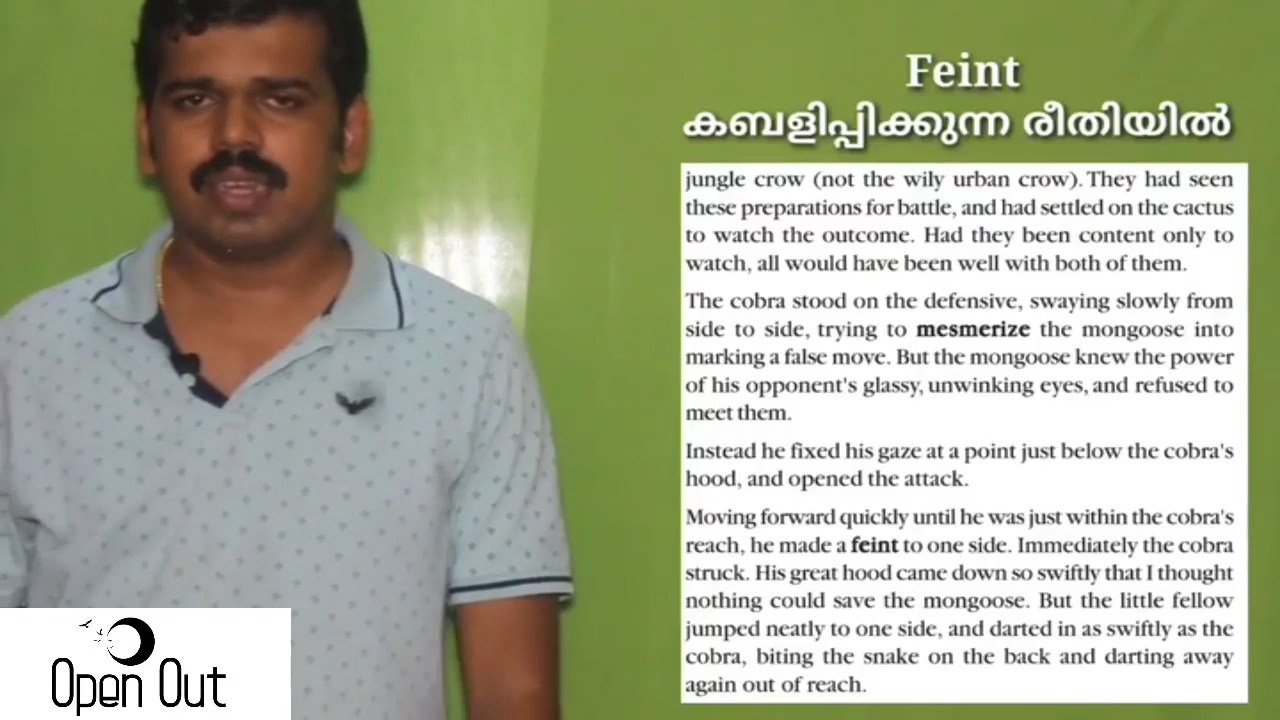 Feint
കബളിപ്പിക്കുന്ന രീതിയിൽ
jungle crow (not the wily urban crow). They had seen
these preparations for battle, and had settled on the cactus
to watch the outcome. Had they been content only to
watch, all would have been well with both of them.
The cobra stood on the defensive, swaying slowly from
side to side, trying to mesmerize the mongoose into
marking a false move. But the mongoose knew the power
of his opponent's glassy, unwinking eyes, and refused to
meet them.
Instead he fixed his gaze at a point just below the cobra's
hood, and opened the attack.
Moving forward quickly until he was just within the cobra's
reach, he made a feint to one side. Immediately the cobra
struck. His great hood came down so swiftly that I thought
nothing could save the mongoose. But the little fellow
jumped neatly to one side, and darted in as swiftly as the
cobra, biting the snake on the back and darting away
again out of reach.
Open Out